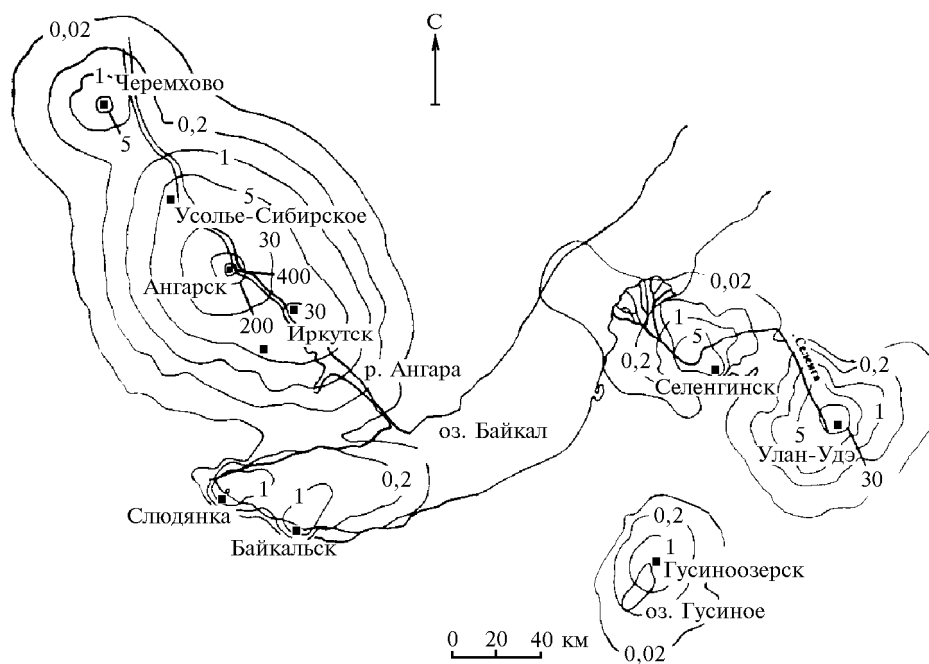 0,02
С
1
Черемхово
5
0,2
1
5
Усолье-Сибирское
30
400
Ангарск
200
30
Иркутск
р. Ангара
оз. Байкал
0,02
1
5
0,2
Селенгинск
Селенга
0,2
1
5
Улан-Удэ
30
0,2
1
1
Слюдянка
Байкальск
0,2
1
Гусиноозерск
оз. Гусиное
0,02
0 20 40 км